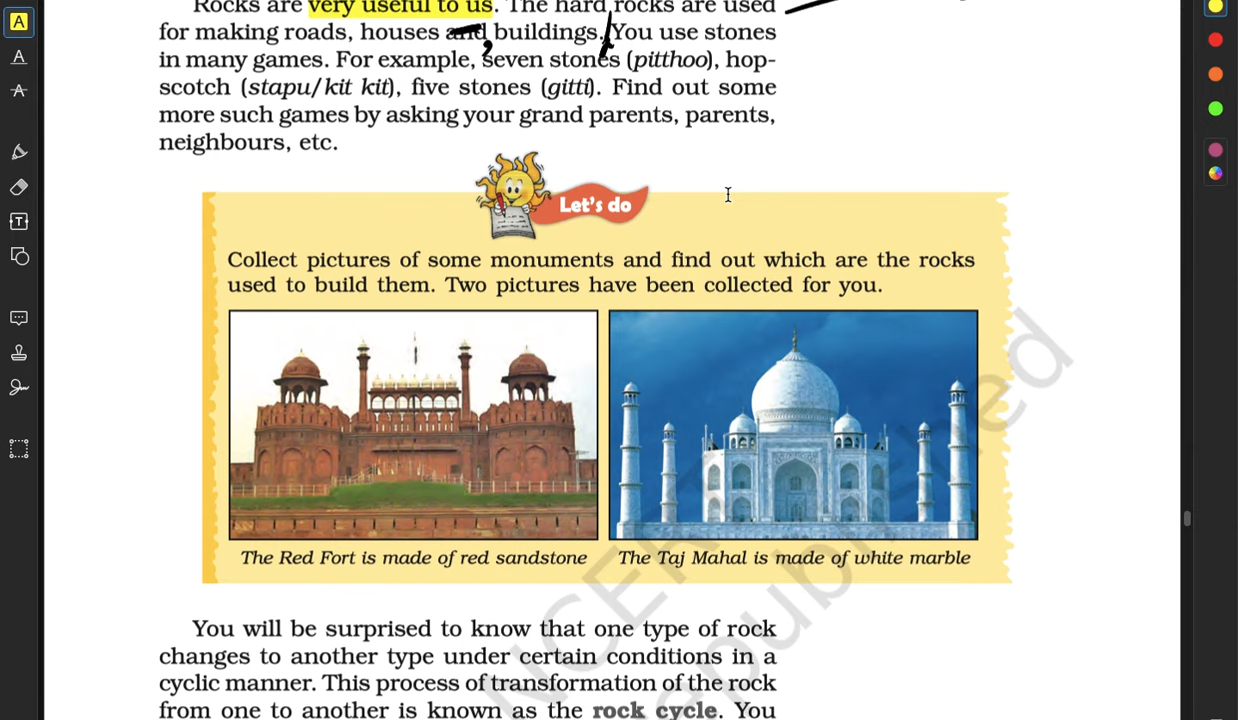 Rocks are very useful to us. The hard rocks are used
for making roads, houses and buildings. You use stones
in many games. For example, seven stones (pitthoo), hop-
scotch (stapu/kit kit), five stones (gitti). Find out some
more such games by asking your grand parents, parents,
neighbours, etc.
Let's do
Collect pictures of some monuments and find out which are the rocks
used to build them. Two pictures have been collected for you.
The Red Fort is made of red sandstone
The Taj Mahal is made of white marble
You will be surprised to know that one type of rock
changes to another type under certain conditions in a
cyclic manner. This process of transformation of the rock
from one to another is known as the rock cycle. You
A
A
A
T